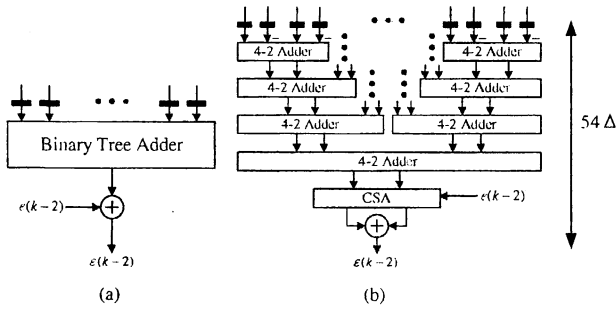 4-2 Adder 4-2 Adder
4-2 Adder 4-2 Adder
4-2 Adder 4-2 Adder
4-2 Adder
CSA
e(k−2)
ε(k−2)
54 Δ
(b)
Binary Tree Adder
e(k−2)
ε(k−2)
(a)